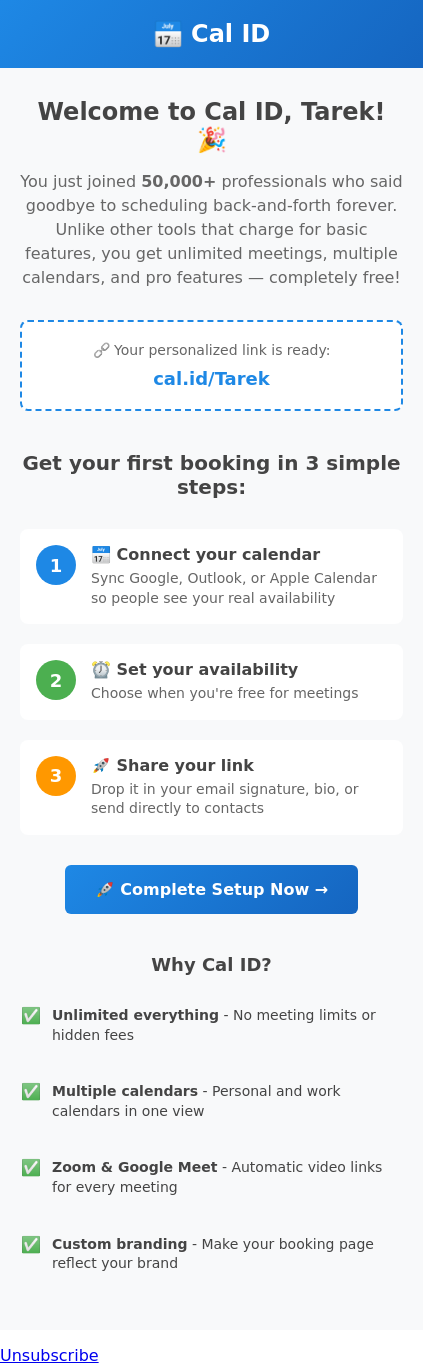 📅 Cal ID
Welcome to Cal ID, Tarek!
🎉
You just joined 50,000+ professionals who said
goodbye to scheduling back-and-forth forever.
Unlike other tools that charge for basic
features, you get unlimited meetings, multiple
calendars, and pro features — completely free!
🔗 Your personalized link is ready:
cal.id/Tarek
Get your first booking in 3 simple
steps:
1
📅 Connect your calendar
Sync Google, Outlook, or Apple Calendar
so people see your real availability
2
⏰ Set your availability
Choose when you're free for meetings
3
🚀 Share your link
Drop it in your email signature, bio, or
send directly to contacts
🚀 Complete Setup Now →
Why Cal ID?
✅ Unlimited everything - No meeting limits or
hidden fees
✅ Multiple calendars - Personal and work
calendars in one view
✅ Zoom & Google Meet - Automatic video links
for every meeting
✅ Custom branding - Make your booking page
reflect your brand
Unsubscribe